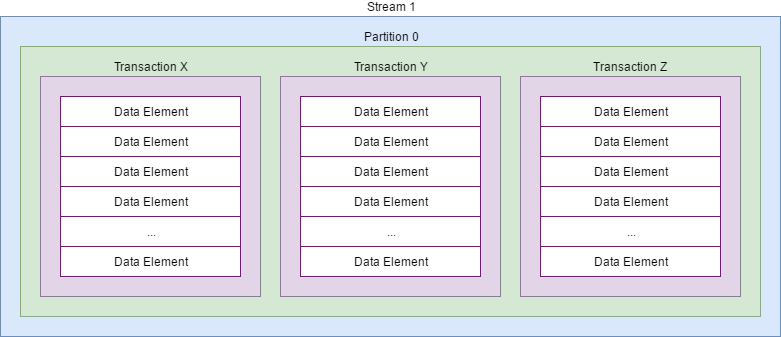 Stream 1
Partition 0
Transaction X
Transaction Y
Transaction Z
Data Element
Data Element
Data Element
Data Element
...
Data Element
Data Element
Data Element
Data Element
Data Element
...
Data Element
Data Element
Data Element
Data Element
Data Element
...
Data Element